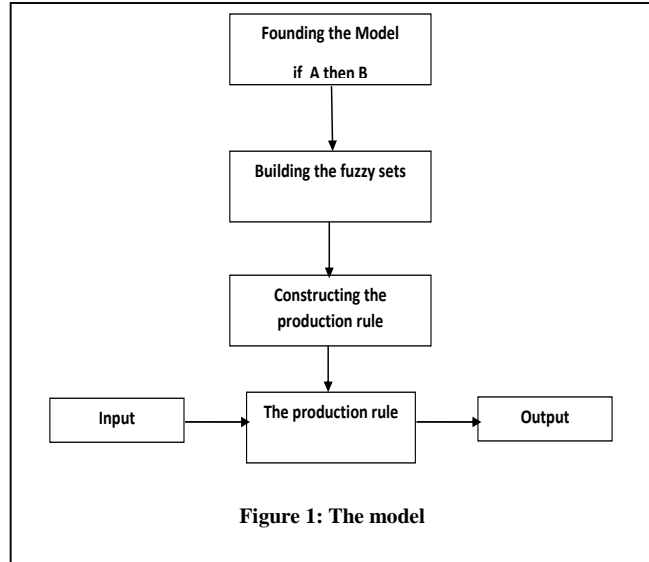 Founding the Model
if A then B
Building the fuzzy sets
Constructing the
production rule
Input
The production rule
Output
Figure 1: The model